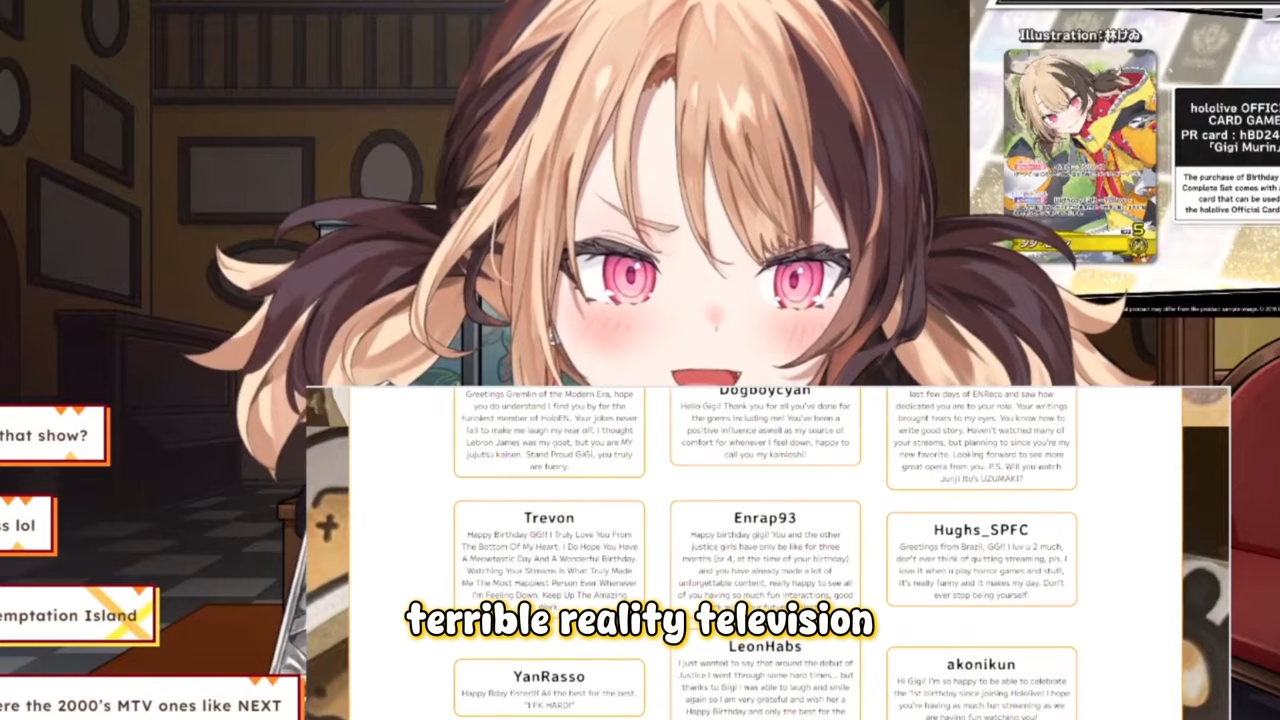 Illustration:林けゐ
hololive OFFIC
CARD GAME
PR card : hBD24
「Gigi Murin」
The purchase of Birthday
Complete Set comes with a
card that can be used
the hololive Official Card
5
al product may differ from the product sample image.
that show?
ss lol
emptation Island
ere the 2000's MTV ones like NEXT
Greetings Gremlin of the Modern Era, hope
you do understand I find you by far the
funniest member of HoloEN. Your jokes never
fail to make me laugh my rear off. I thought
Lebron James was my goat, but you are MY
jujutsu kaisen. Stand Proud GiGi, you truly
are funny.
Dogboycyan
Hello Gigi! Thank you for all you've done for
the grems including me! You've been a
positive influence aswell as my source of
comfort for whenever I feel down, happy to
call you my kamioshi!
last few days of ENReco and saw how
dedicated you are to your role. Your writings
brought tears to my eyes. You know how to
write good story. Haven't watched many of
your streams, but planning to since you're my
new favorite. Looking forward to see more
great opera from you. P.S. Will you watch
Junji Ito's UZUMAKI?
Trevon
Happy Birthday GG!! I Truly Love You From
The Bottom Of My Heart. I Do Hope You Have
A Meowtastic Day And A Wonderful Birthday.
Watching Your Streams Is What Truly Made
Me The Most Happiest Person Ever Whenever
I'm Feeling Down. Keep Up The Amazing
Work
Enrap93
Happy birthday gigi! You and the other
justice girls have only be like for three
months (or 4, at the time of your birthday)
and you have already made a lot of
unforgettable content, really happy to see all
of you having so much fun interactions, good
Hughs_SPFC
Greetings from Brazil, GG!! I luv u 2 much,
don't ever think of quitting streaming, pls. I
love it when u play horror games and stuff,
it's really funny and it makes my day. Don't
ever stop being yourself.
terrible reality television
YanRasso
Happy Bday Fister!!! All the best for the best.
"I FK HARD!"
LeonHabs
I just wanted to say that around the debut of
Justice I went through some hard times... but
thanks to Gigi I was able to laugh and smile
again so I am very grateful and wish her a
Happy Birthday and only the best for the
akonikun
Hi Gigi! I'm so happy to be able to celebrate
the 1st birthday since joining Hololive! I hope
you're having as much fun streaming as we
are having fun watching you!